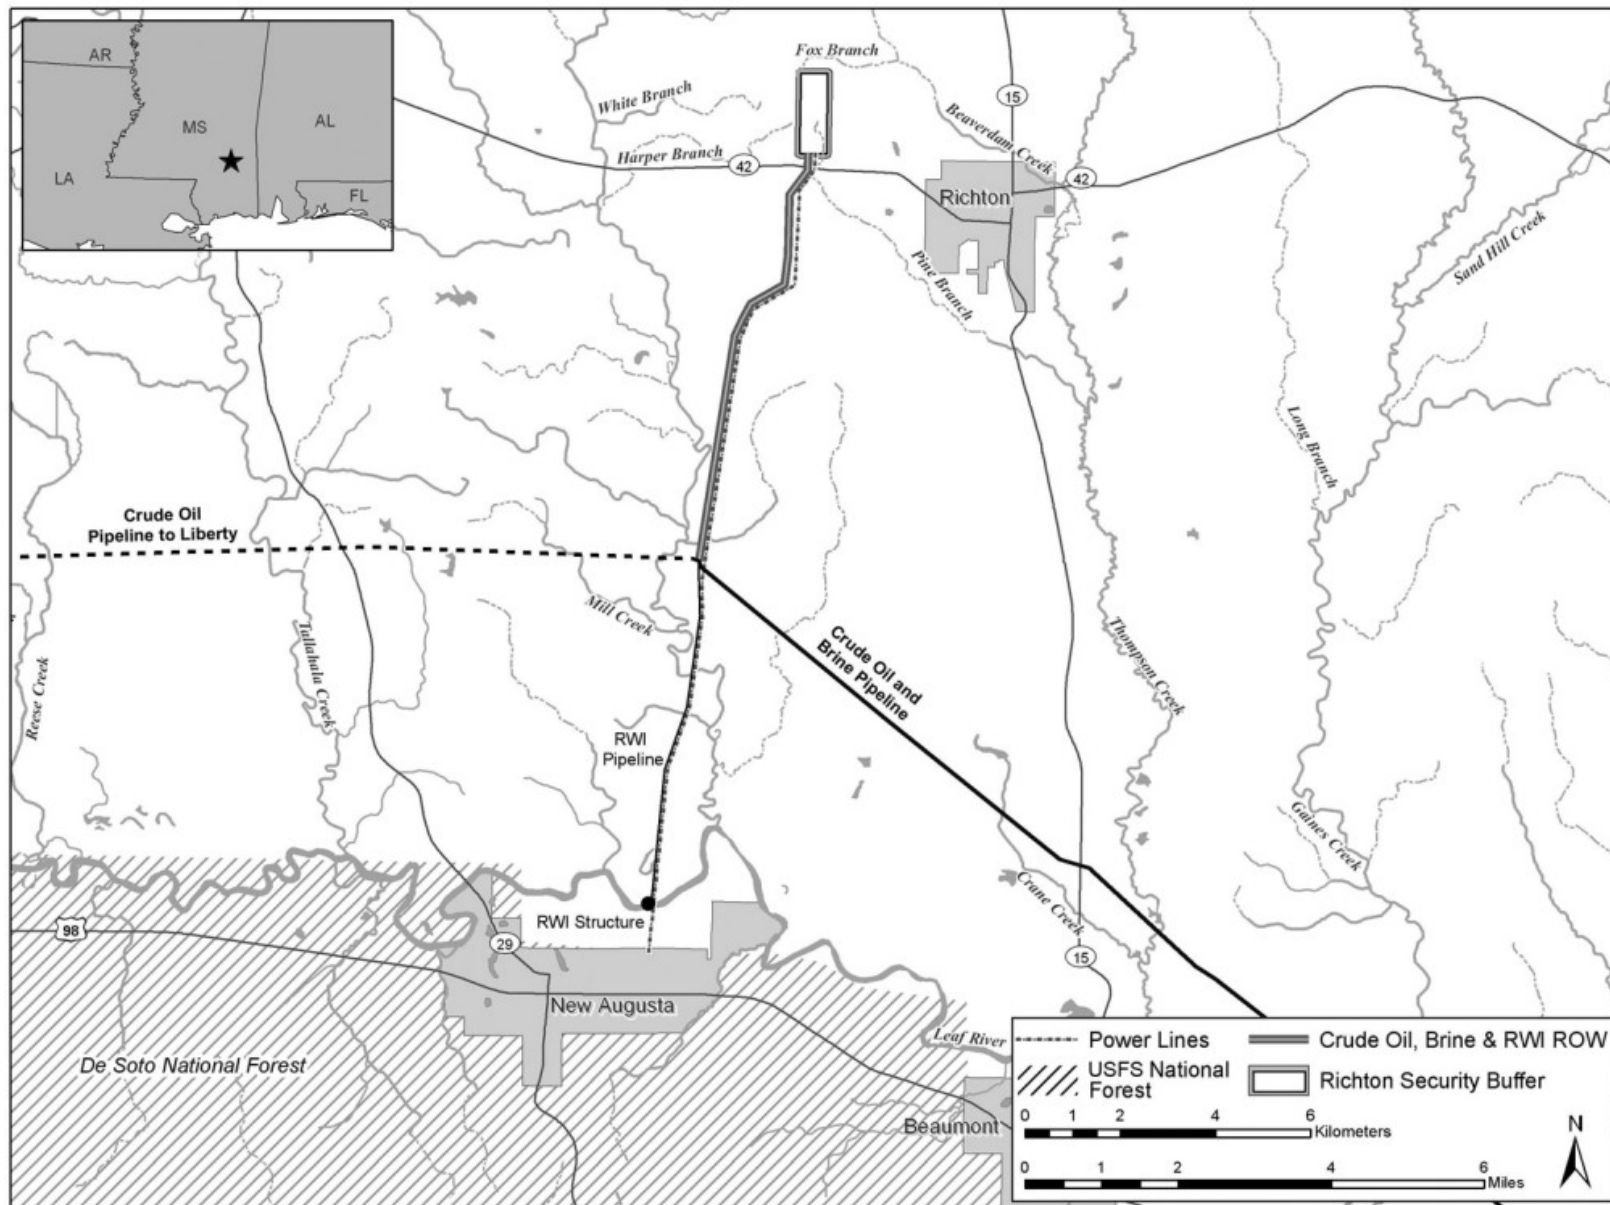 AR
MS
AL
LA
FL
Fox Branch
White Branch
15
Beaverdam Creek
Harper Branch
42
42
Richton
Sand Hill Creek
Pine Branch
Long Branch
Crude Oil
Pipeline to Liberty
Mill Creek
Tallahala Creek
Reese Creek
Crude Oil and
Brine Pipeline
Thompson Creek
RWI
Pipeline
Gaines Creek
Crane Creek
RWI Structure
98
29
15
New Augusta
Leaf River
De Soto National Forest
Beaumont
Power Lines
Crude Oil, Brine & RWI ROW
USFS National
Forest
Richton Security Buffer
0 1 2 4 6
Kilometers
0 1 2 4 6
Miles
N